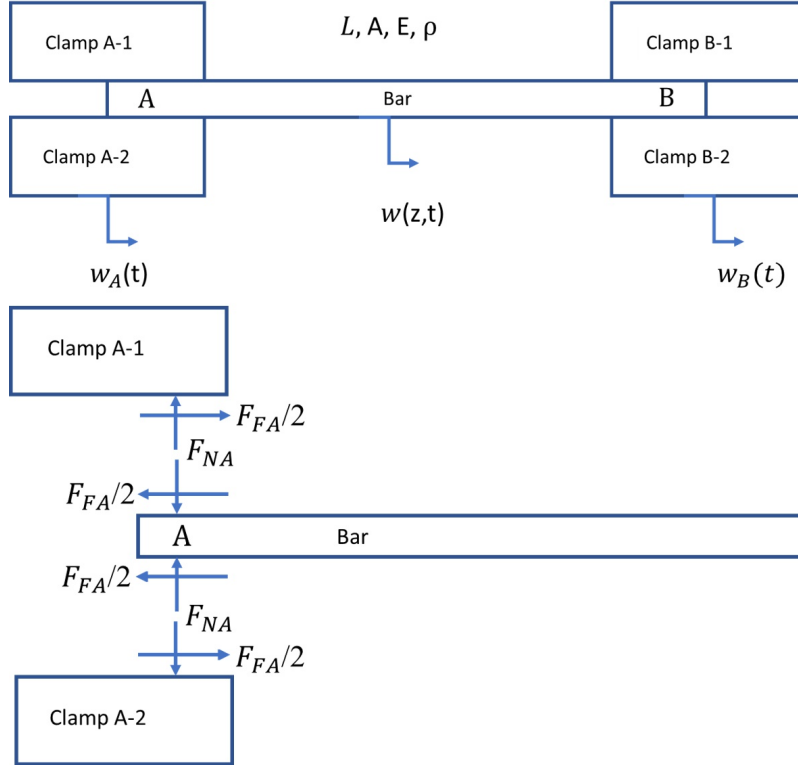 L, A, E, ρ
Clamp A-1
Clamp B-1
A
Bar
B
Clamp A-2
Clamp B-2
w(z,t)
w_A(t)
w_B(t)
Clamp A-1
F_FA/2
F_NA
F_FA/2
A
Bar
F_FA/2
F_NA
F_FA/2
Clamp A-2